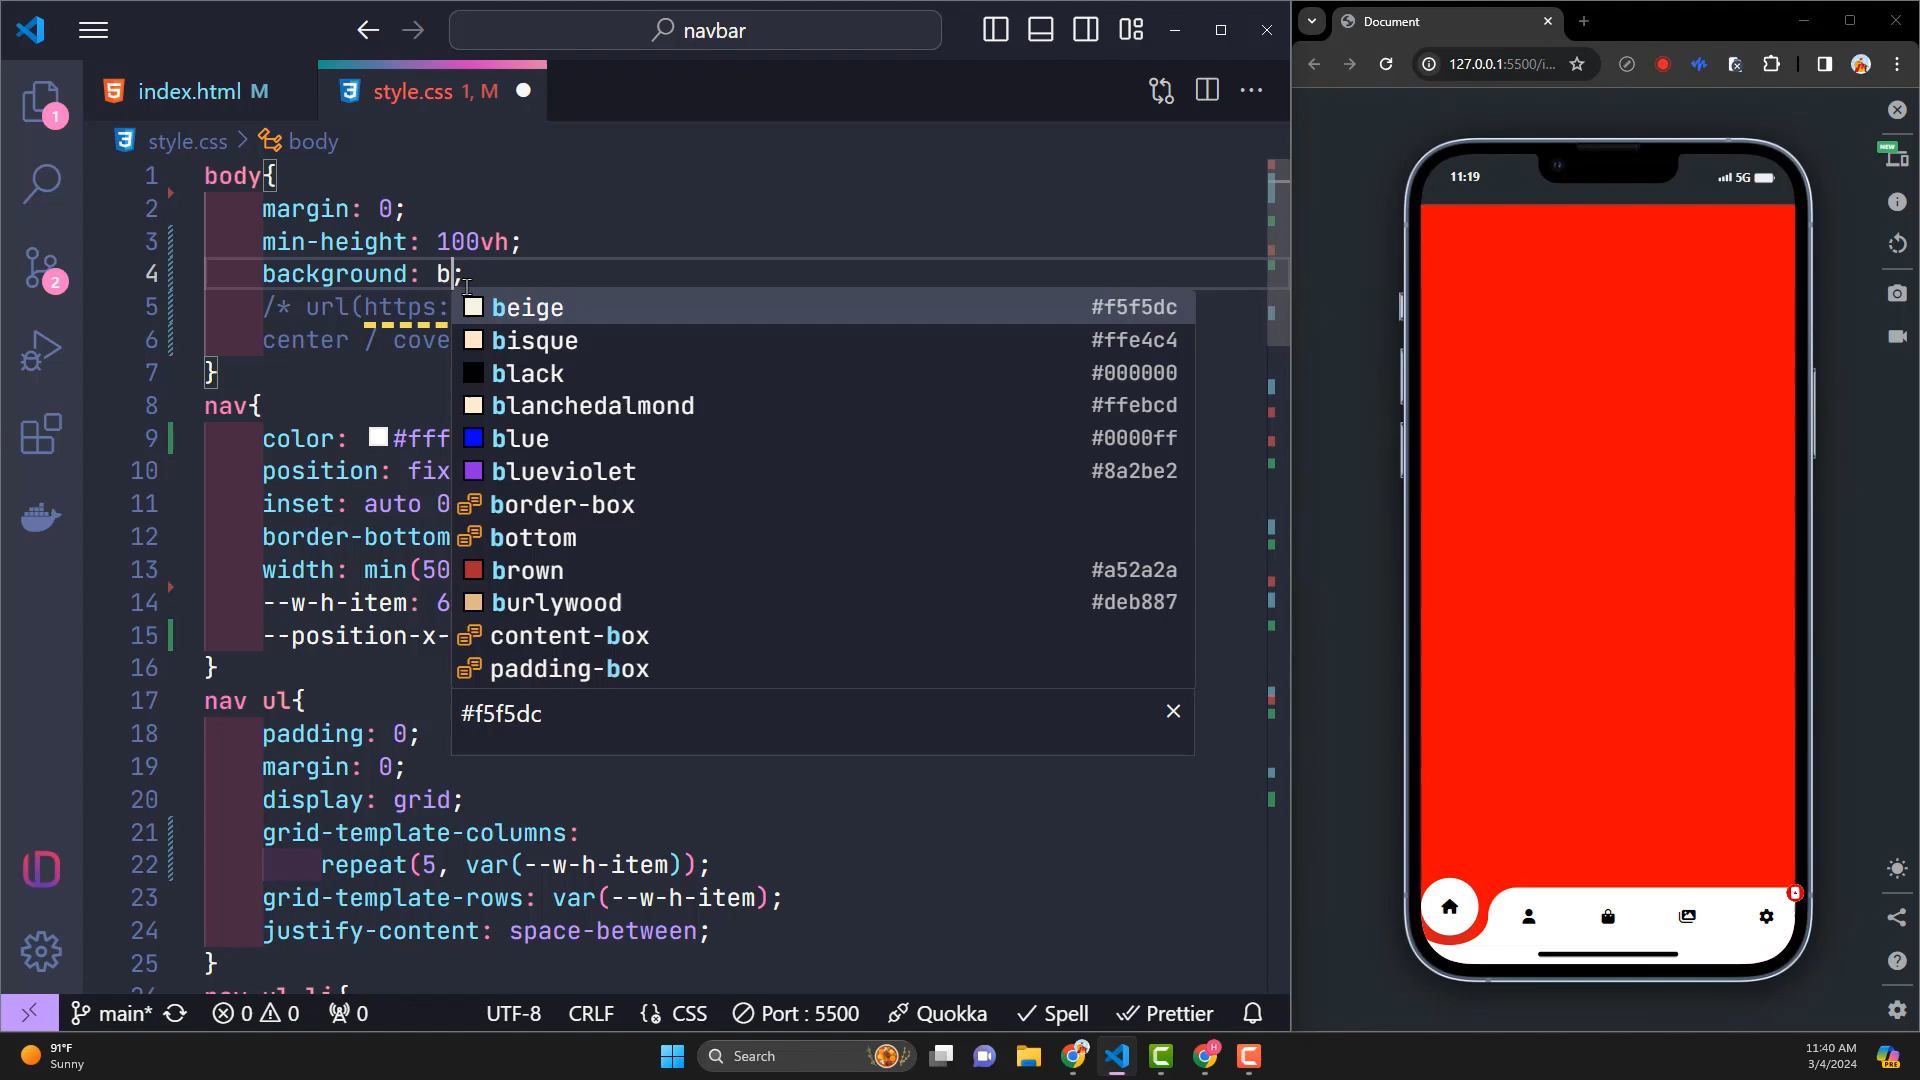 navbar
index.html M
style.css 1, M
style.css > body
1 body{
2 margin: 0;
3 min-height: 100vh;
4 background: b;
5 /* url(https:
6 center / cove
7 }
8 nav{
9 color: #fff
10 position: fix
11 inset: auto 0
12 border-bottom
13 width: min(50
14 --w-h-item: 6
15 --position-x-
16 }
17 nav ul{
18 padding: 0;
19 margin: 0;
20 display: grid;
21 grid-template-columns:
22 repeat(5, var(--w-h-item));
23 grid-template-rows: var(--w-h-item);
24 justify-content: space-between;
25 }
beige #f5f5dc
bisque #ffe4c4
black #000000
blanchedalmond #ffebcd
blue #0000ff
blueviolet #8a2be2
border-box
bottom
brown #a52a2a
burlywood #deb887
content-box
padding-box
#f5f5dc
1
2
main* 0 0 0 UTF-8 CRLF {} CSS Port : 5500 Quokka Spell Prettier
Document
127.0.0.1:5500/i...
NEW
11:19 5G
91°F
Sunny
Search
H
11:40 AM
3/4/2024
PRE